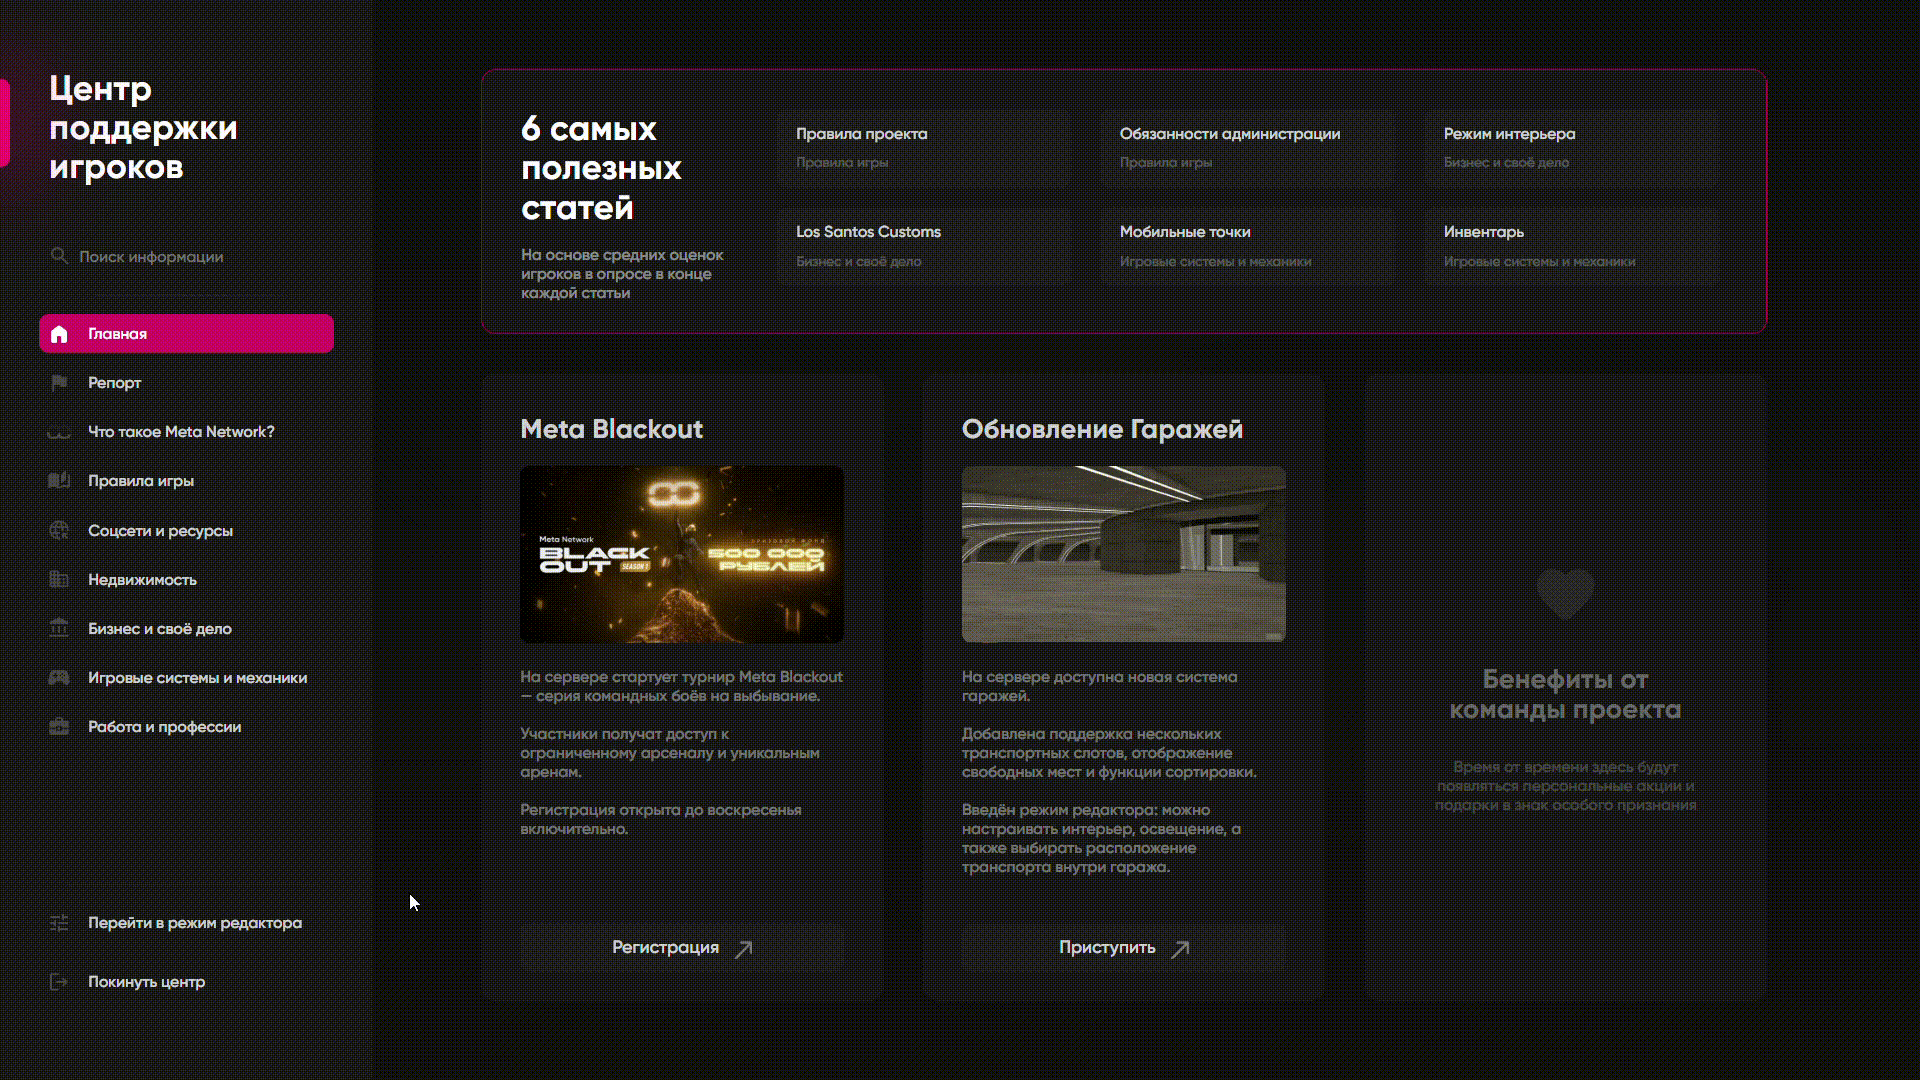 Центр
поддержки
игроков
Поиск информации
Главная
Репорт
Что такое Meta Network?
Правила игры
Соцсети и ресурсы
Недвижимость
Бизнес и своё дело
Игровые системы и механики
Работа и профессии
Перейти в режим редактора
Покинуть центр
6 самых
полезных
статей
На основе средних оценок
игроков в опросе в конце
каждой статьи
Правила проекта
Правила игры
Обязанности администрации
Правила игры
Режим интерьера
Бизнес и своё дело
Los Santos Customs
Бизнес и своё дело
Мобильные точки
Игровые системы и механики
Инвентарь
Игровые системы и механики
Meta Blackout
Meta Network
BLACK
OUT
SEASON 1
ПРИЗОВОЙ ФОНД
500 000
РУБЛЕЙ
На сервере стартует турнир Meta Blackout
— серия командных боёв на выбывание.
Участники получат доступ к
ограниченному арсеналу и уникальным
аренам.
Регистрация открыта до воскресенья
включительно.
Регистрация
Обновление Гаражей
На сервере доступна новая система
гаражей.
Добавлена поддержка нескольких
транспортных слотов, отображение
свободных мест и функции сортировки.
Введён режим редактора: можно
настраивать интерьер, освещение, а
также выбирать расположение
транспорта внутри гаража.
Приступить
Бенефиты от
команды проекта
Время от времени здесь будут
появляться персональные акции и
подарки в знак особого признания